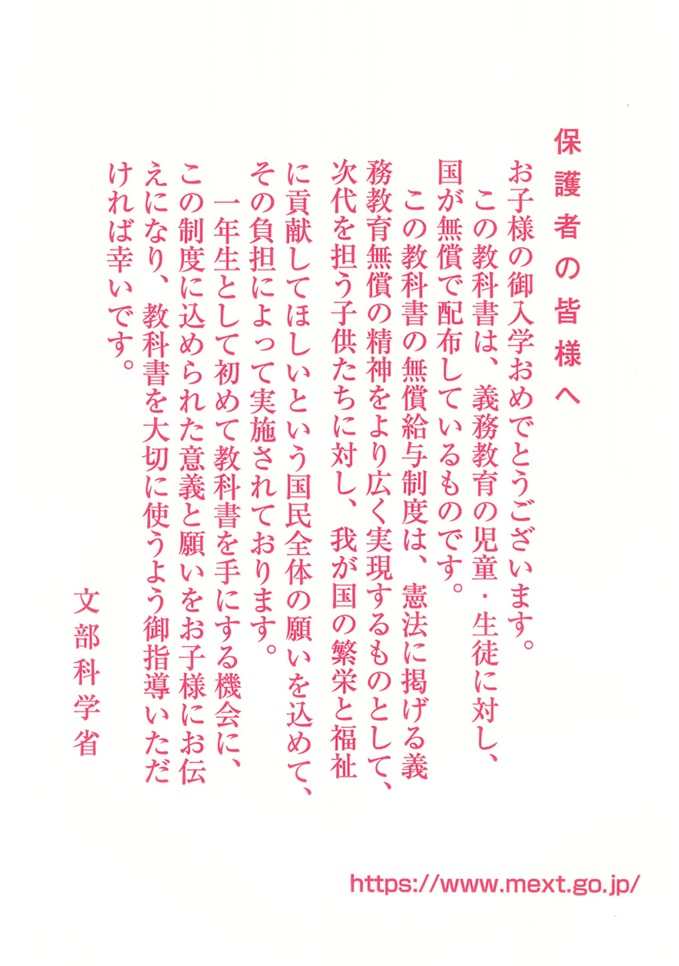 保護者の皆様へ
お子様の御入学おめでとうございます。
この教科書は、義務教育の児童・生徒に対し、
国が無償で配布しているものです。
この教科書の無償給与制度は、憲法に掲げる義
務教育無償の精神をより広く実現するものとして、
次代を担う子供たちに対し、我が国の繁栄と福祉
に貢献してほしいという国民全体の願いを込めて、
その負担によって実施されております。
一年生として初めて教科書を手にする機会に、
この制度に込められた意義と願いをお子様にお伝
えになり、教科書を大切に使うよう御指導いただ
ければ幸いです。
文部科学省
https://www.mext.go.jp/